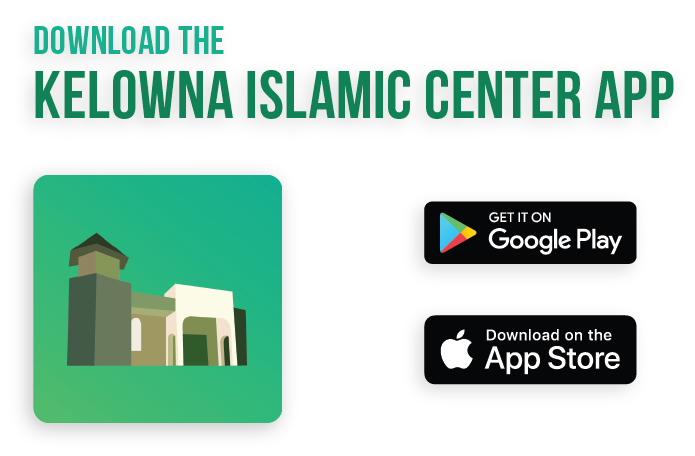 DOWNLOAD THE
KELOWNA ISLAMIC CENTER APP
GET IT ON
Google Play
Download on the
App Store